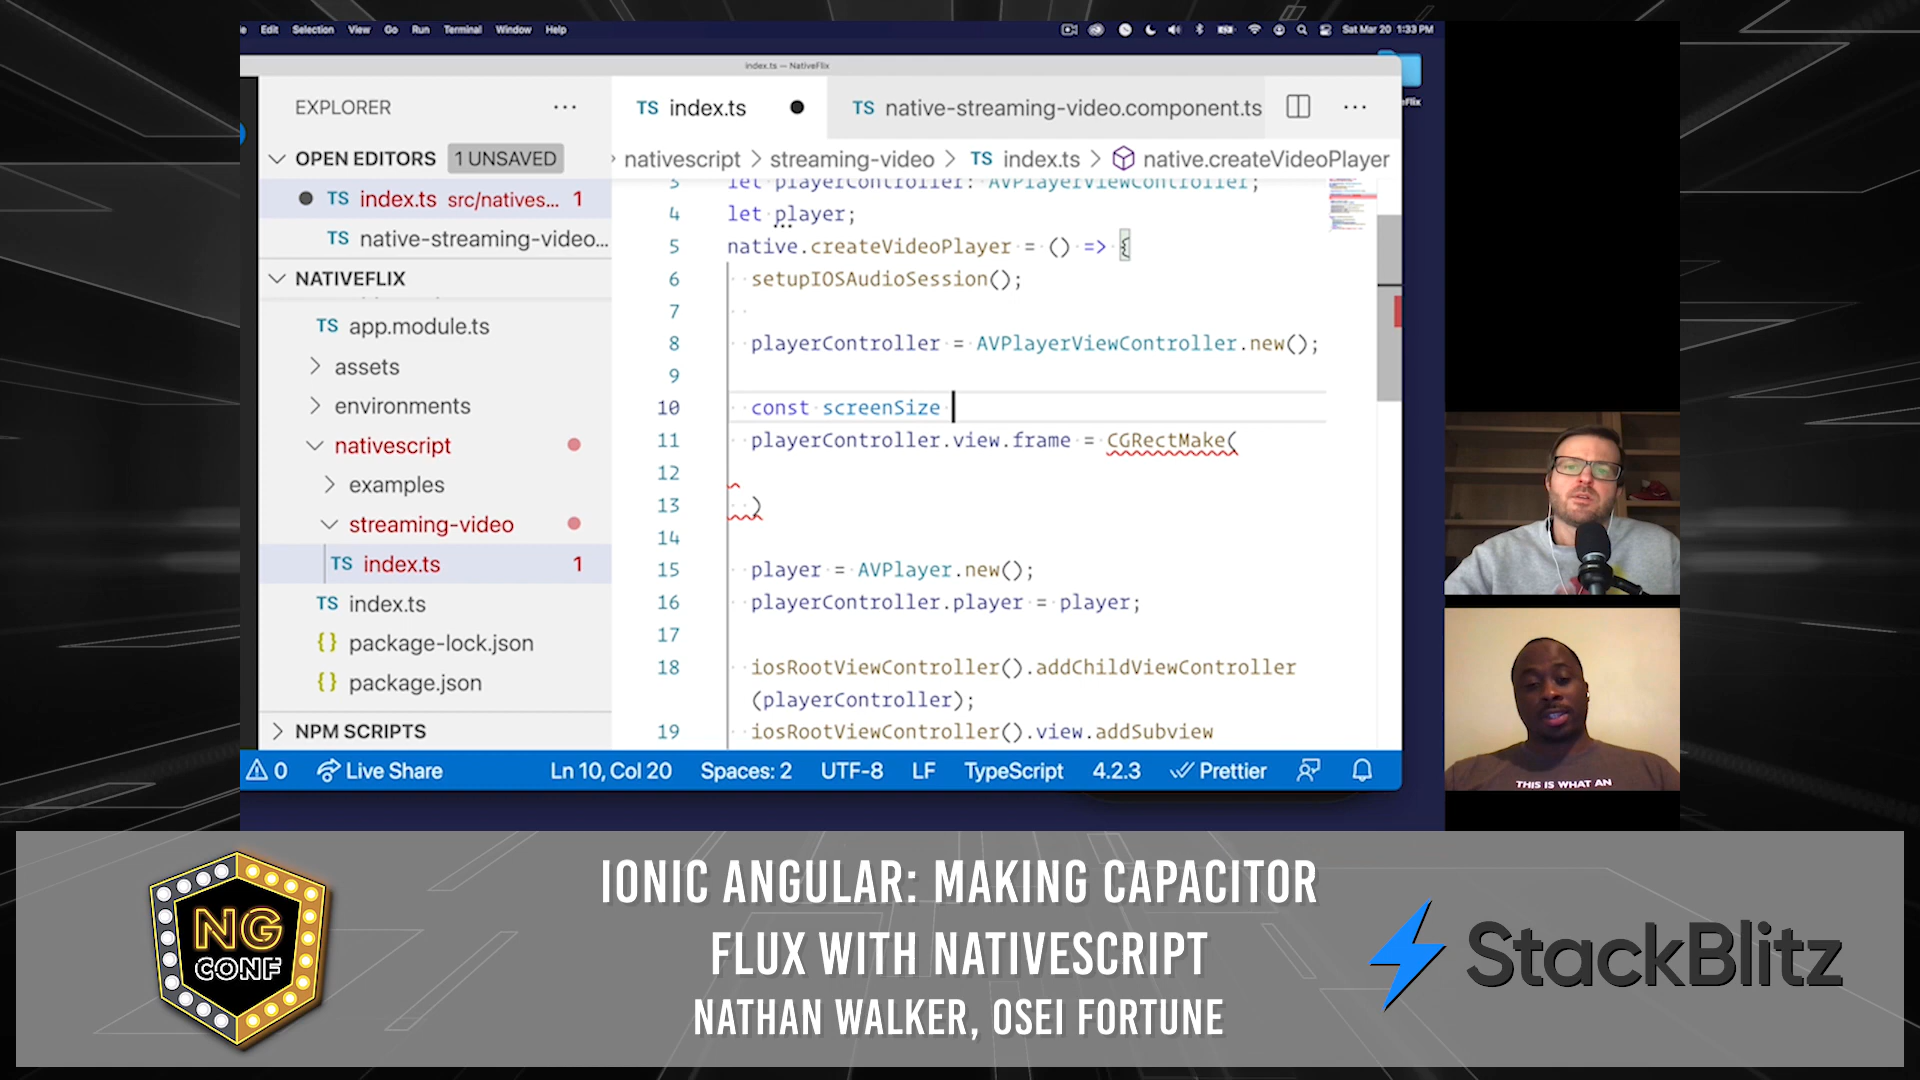 Edit Selection View Go Run Terminal Window Help
Sat Mar 20 1:33 PM
index.ts — NativeFlix
EXPLORER
OPEN EDITORS 1 UNSAVED
TS index.ts src/natives... 1
TS native-streaming-video...
NATIVEFLIX
TS app.module.ts
assets
environments
nativescript
examples
streaming-video
TS index.ts 1
TS index.ts
{} package-lock.json
{} package.json
NPM SCRIPTS
TS index.ts
TS native-streaming-video.component.ts
nativescript > streaming-video > TS index.ts > native.createVideoPlayer
3 let playerController: AVPlayerViewController;
4 let player;
5 native.createVideoPlayer = () => {
6 setupIOSAudioSession();
7
8 playerController = AVPlayerViewController.new();
9
10 const screenSize
11 playerController.view.frame = CGRectMake(
12
13 )
14
15 player = AVPlayer.new();
16 playerController.player = player;
17
18 iosRootViewController().addChildViewController
(playerController);
19 iosRootViewController().view.addSubview
0 Live Share Ln 10, Col 20 Spaces: 2 UTF-8 LF TypeScript 4.2.3 Prettier
THIS IS WHAT AN
NG
CONF
IONIC ANGULAR: MAKING CAPACITOR
FLUX WITH NATIVESCRIPT
NATHAN WALKER, OSEI FORTUNE
StackBlitz